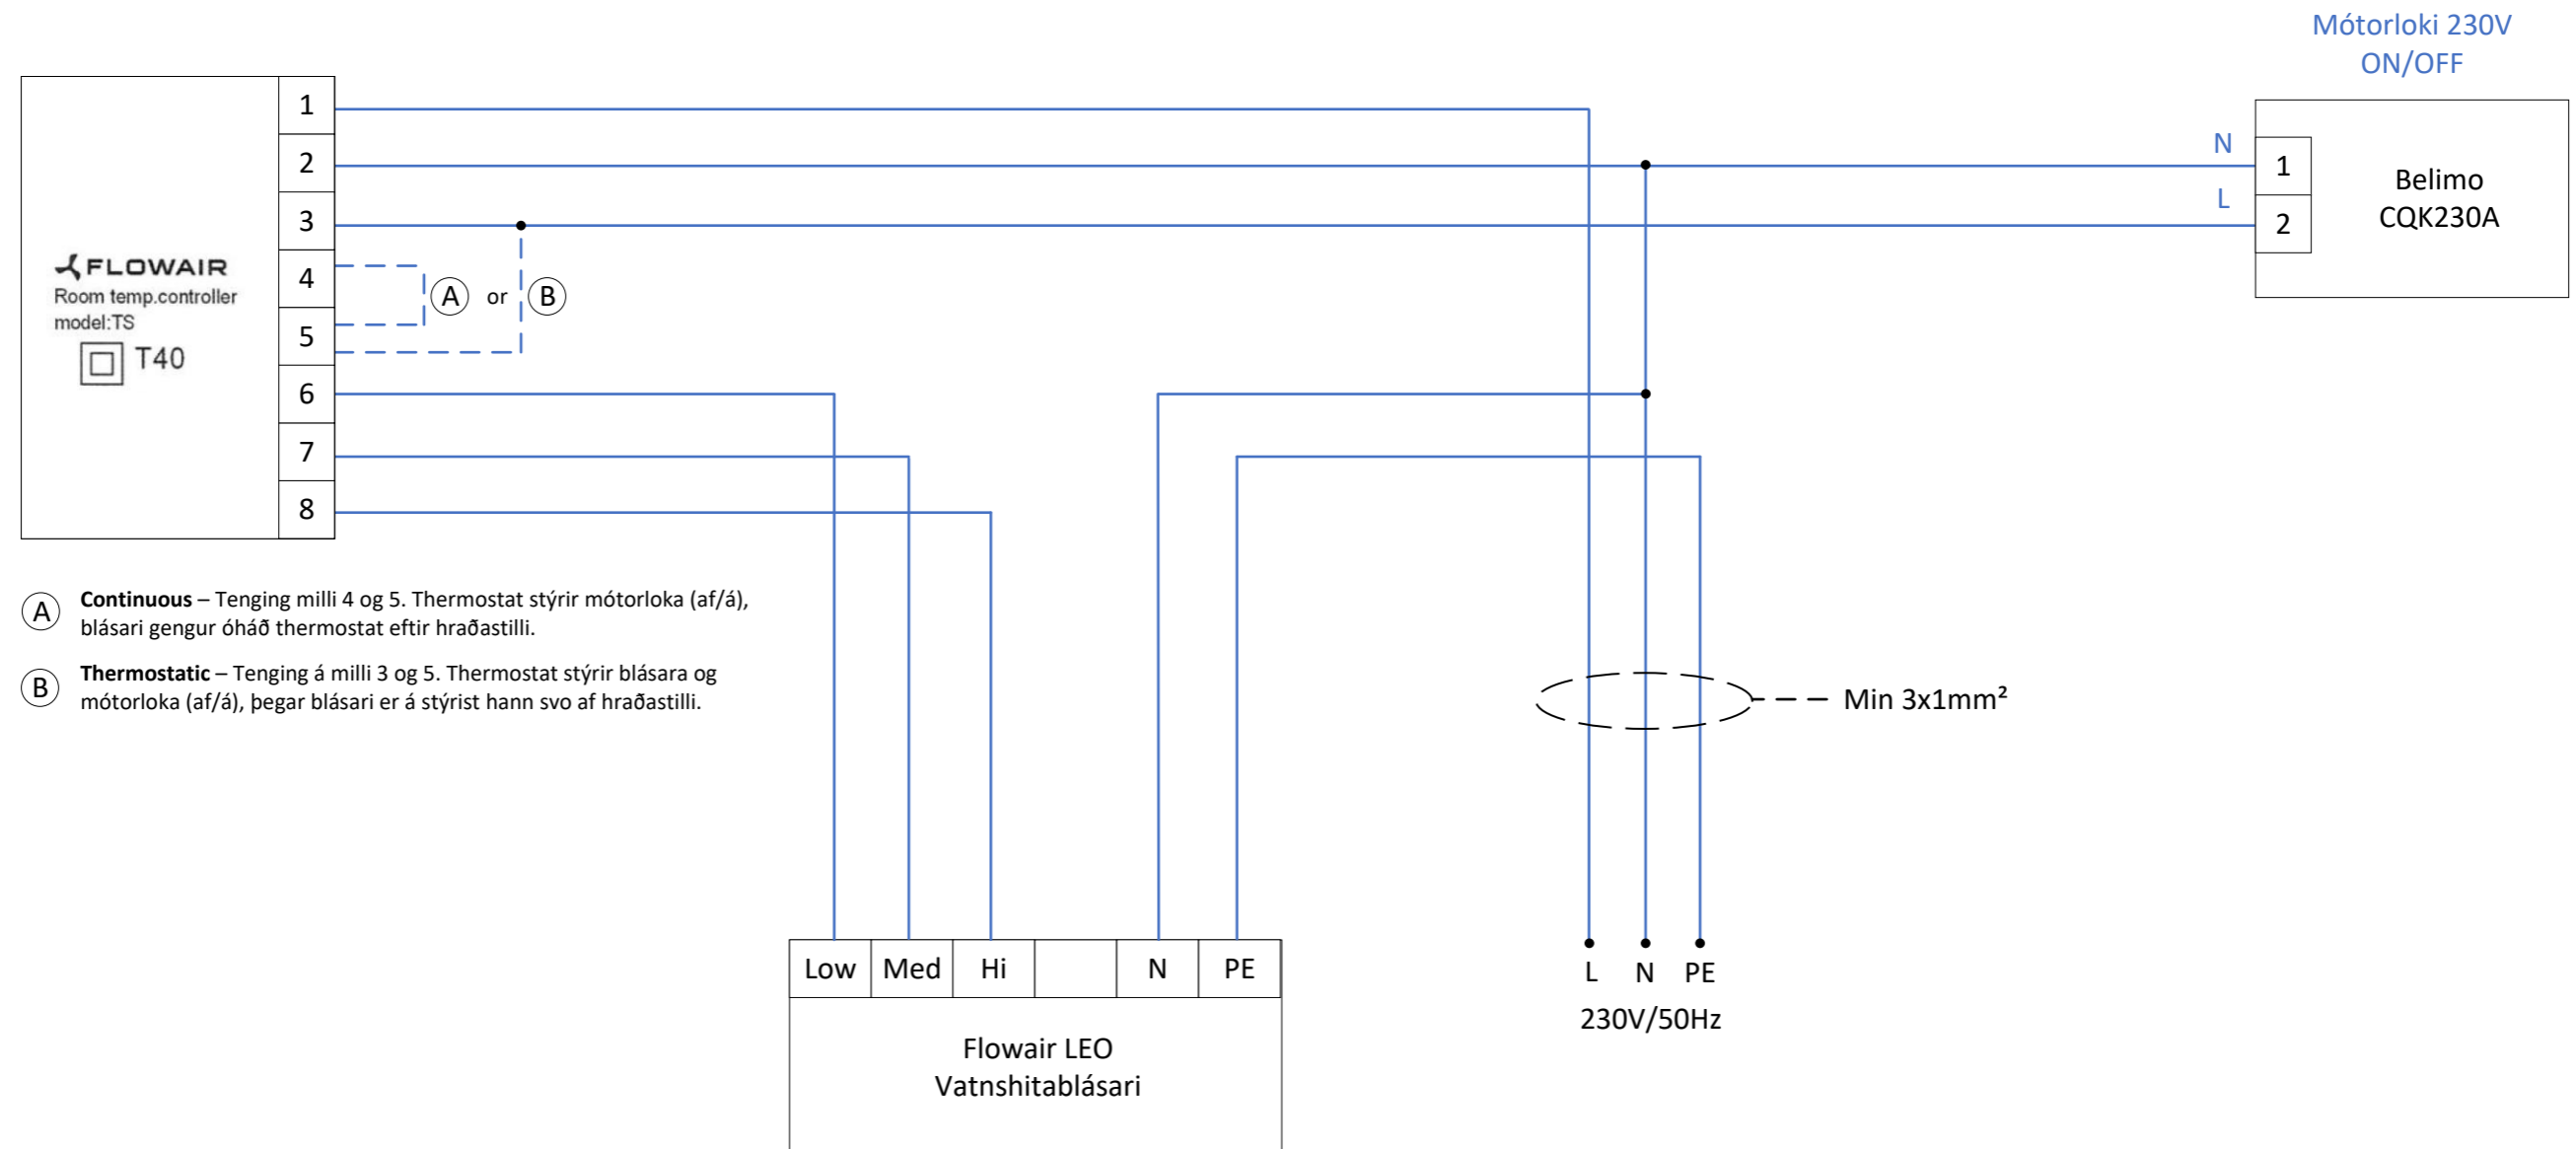 Mótorloki 230V
ON/OFF
1
2
3
4
5
6
7
8
FLOWAIR
Room temp.controller
model:TS
T40
A or B
N
L
1
2
Belimo
CQK230A
A Continuous – Tenging milli 4 og 5. Thermostat stýrir mótorloka (af/á),
blásari gengur óháð thermostat eftir hraðastilli.
B Thermostatic – Tenging á milli 3 og 5. Thermostat stýrir blásara og
mótorloka (af/á), þegar blásari er á stýrist hann svo af hraðastilli.
Min 3x1mm²
Low Med Hi N PE
Flowair LEO
Vatnshitablásari
L N PE
230V/50Hz